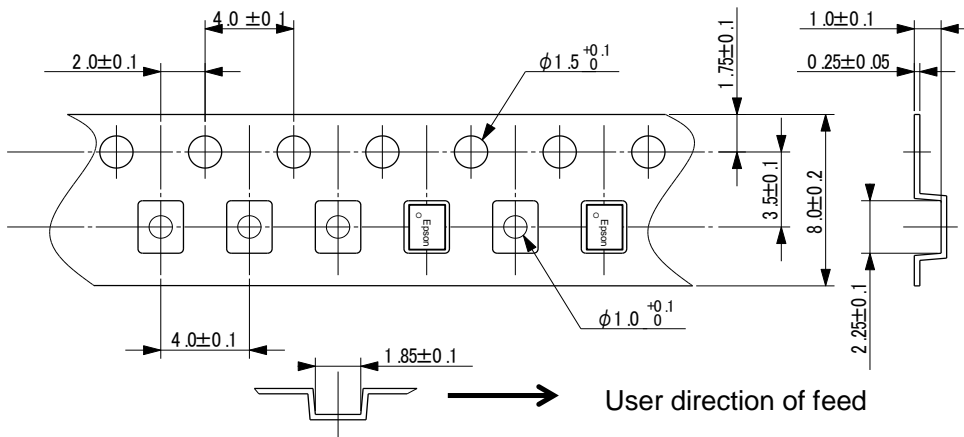 4.0 ±0.1
1.0±0.1
2.0±0.1
φ1.5 +0.1 0
1.75±0.1
0.25±0.05
3.5±0.1
8.0±0.2
Epson
Epson
2.25±0.1
φ1.0 +0.1 0
4.0±0.1
1.85±0.1
User direction of feed